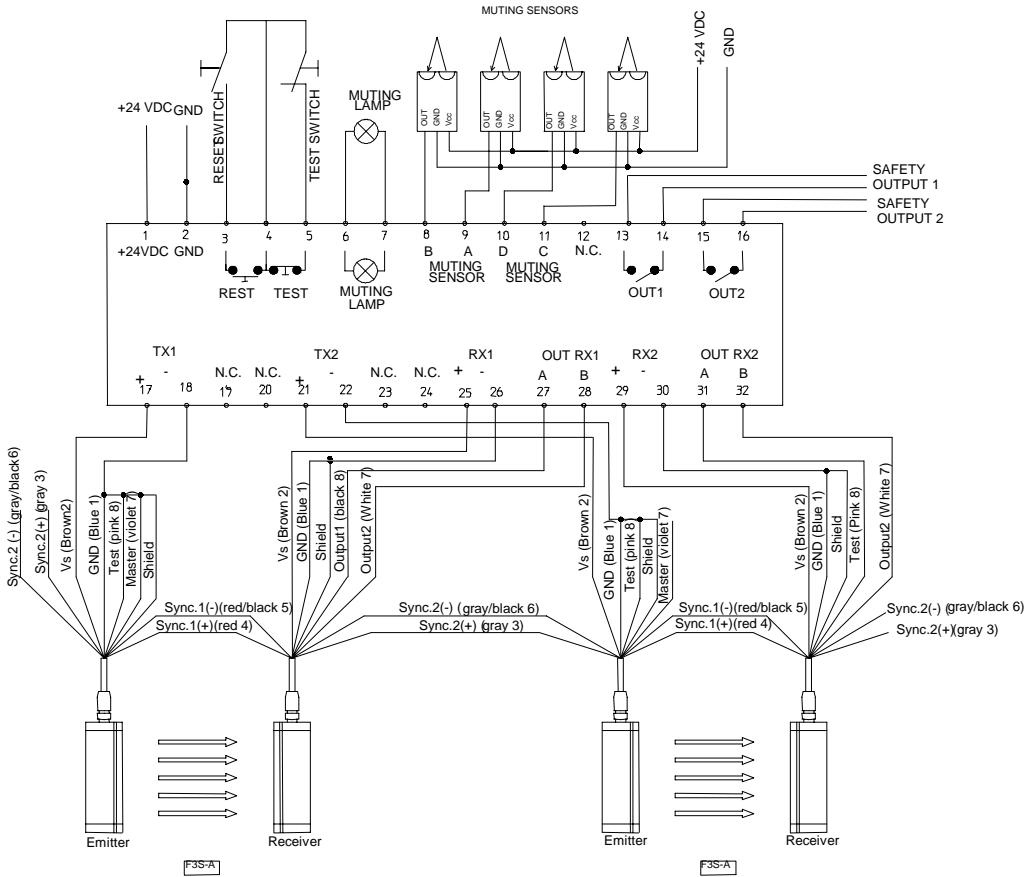 MUTING SENSORS
+24 VDC
GND
+24 VDC
GND
RESET SWITCH
TEST SWITCH
MUTING
LAMP
OUT
GND
Vcc
OUT
GND
Vcc
OUT
GND
Vcc
OUT
GND
Vcc
SAFETY
OUTPUT 1
SAFETY
OUTPUT 2
1 2 3 4 5 6 7 8 9 10 11 12 13 14 15 16
+24VDC GND
B A D C N.C.
MUTING
SENSOR
MUTING
SENSOR
REST TEST
MUTING
LAMP
OUT1
OUT2
TX1 TX2 RX1 OUT RX1 RX2 OUT RX2
+ - N.C. N.C. + - N.C. N.C. + - A B + - A B
17 18 19 20 21 22 23 24 25 26 27 28 29 30 31 32
Sync.2 (-) (gray/black6)
Sync.2(+) (gray 3)
Vs (Brown2)
GND (Blue 1)
Test (pink 8)
Master (violet 7)
Shield
Vs (Brown 2)
GND (Blue 1)
Shield
Output1 (black 8)
Output2 (White 7)
Vs (Brown 2)
GND (Blue 1)
Test (pink 8)
Shield
Master (violet 7)
Vs (Brown 2)
GND (Blue 1)
Shield
Test (Pink 8)
Output2 (White 7)
Sync.1(-)(red/black 5)
Sync.1(+)(red 4)
Sync.2(-) (gray/black 6)
Sync.2(+) (gray 3)
Sync.1(-)(red/black 5)
Sync.1(+)(red 4)
Sync.2(-) (gray/black 6)
Sync.2(+)(gray 3)
Emitter
Receiver
Emitter
Receiver
F3S-A
F3S-A